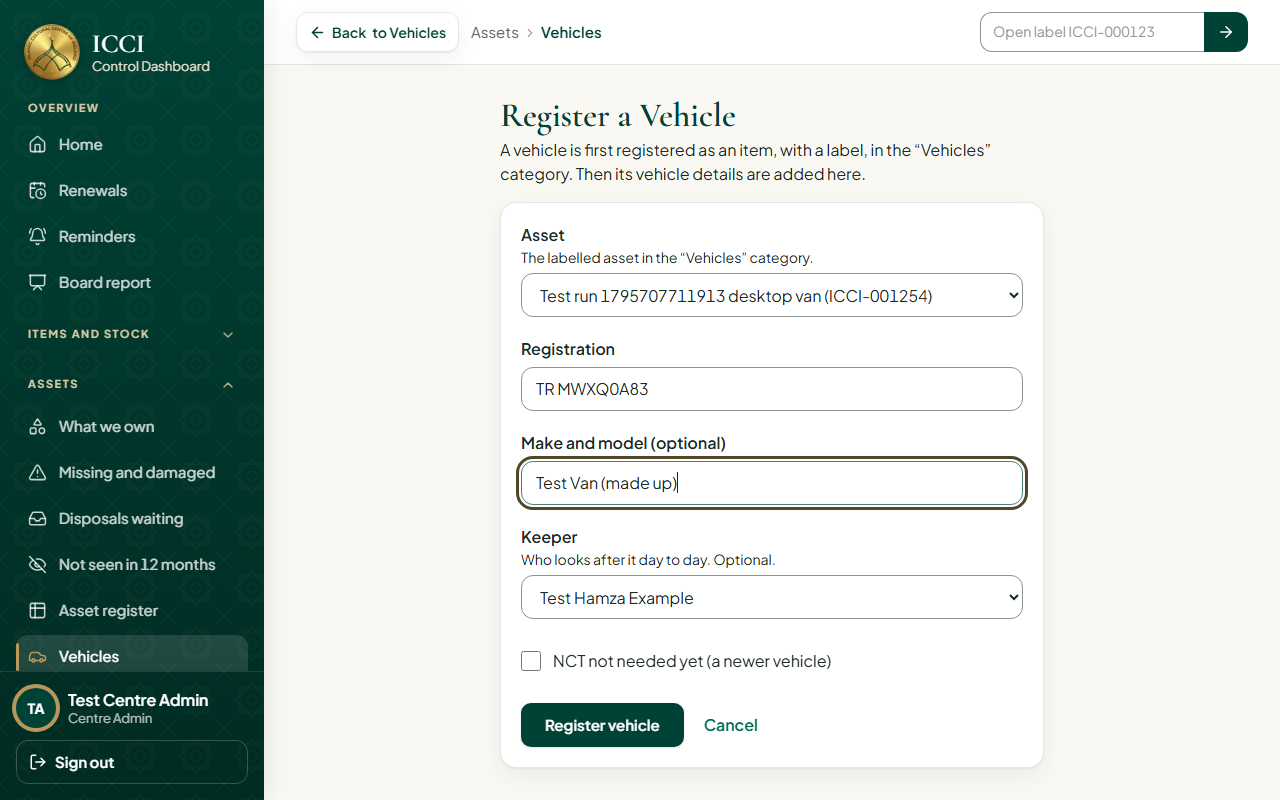 ICCI
Control Dashboard
OVERVIEW
Home
Renewals
Reminders
Board report
ITEMS AND STOCK
ASSETS
What we own
Missing and damaged
Disposals waiting
Not seen in 12 months
Asset register
Vehicles
TA
Test Centre Admin
Centre Admin
Sign out
Back to Vehicles
Assets
Vehicles
Open label ICCI-000123
Register a Vehicle
A vehicle is first registered as an item, with a label, in the “Vehicles”
category. Then its vehicle details are added here.
Asset
The labelled asset in the “Vehicles” category.
Test run 1795707711913 desktop van (ICCI-001254)
Registration
TR MWXQ0A83
Make and model (optional)
Test Van (made up)
Keeper
Who looks after it day to day. Optional.
Test Hamza Example
NCT not needed yet (a newer vehicle)
Register vehicle
Cancel